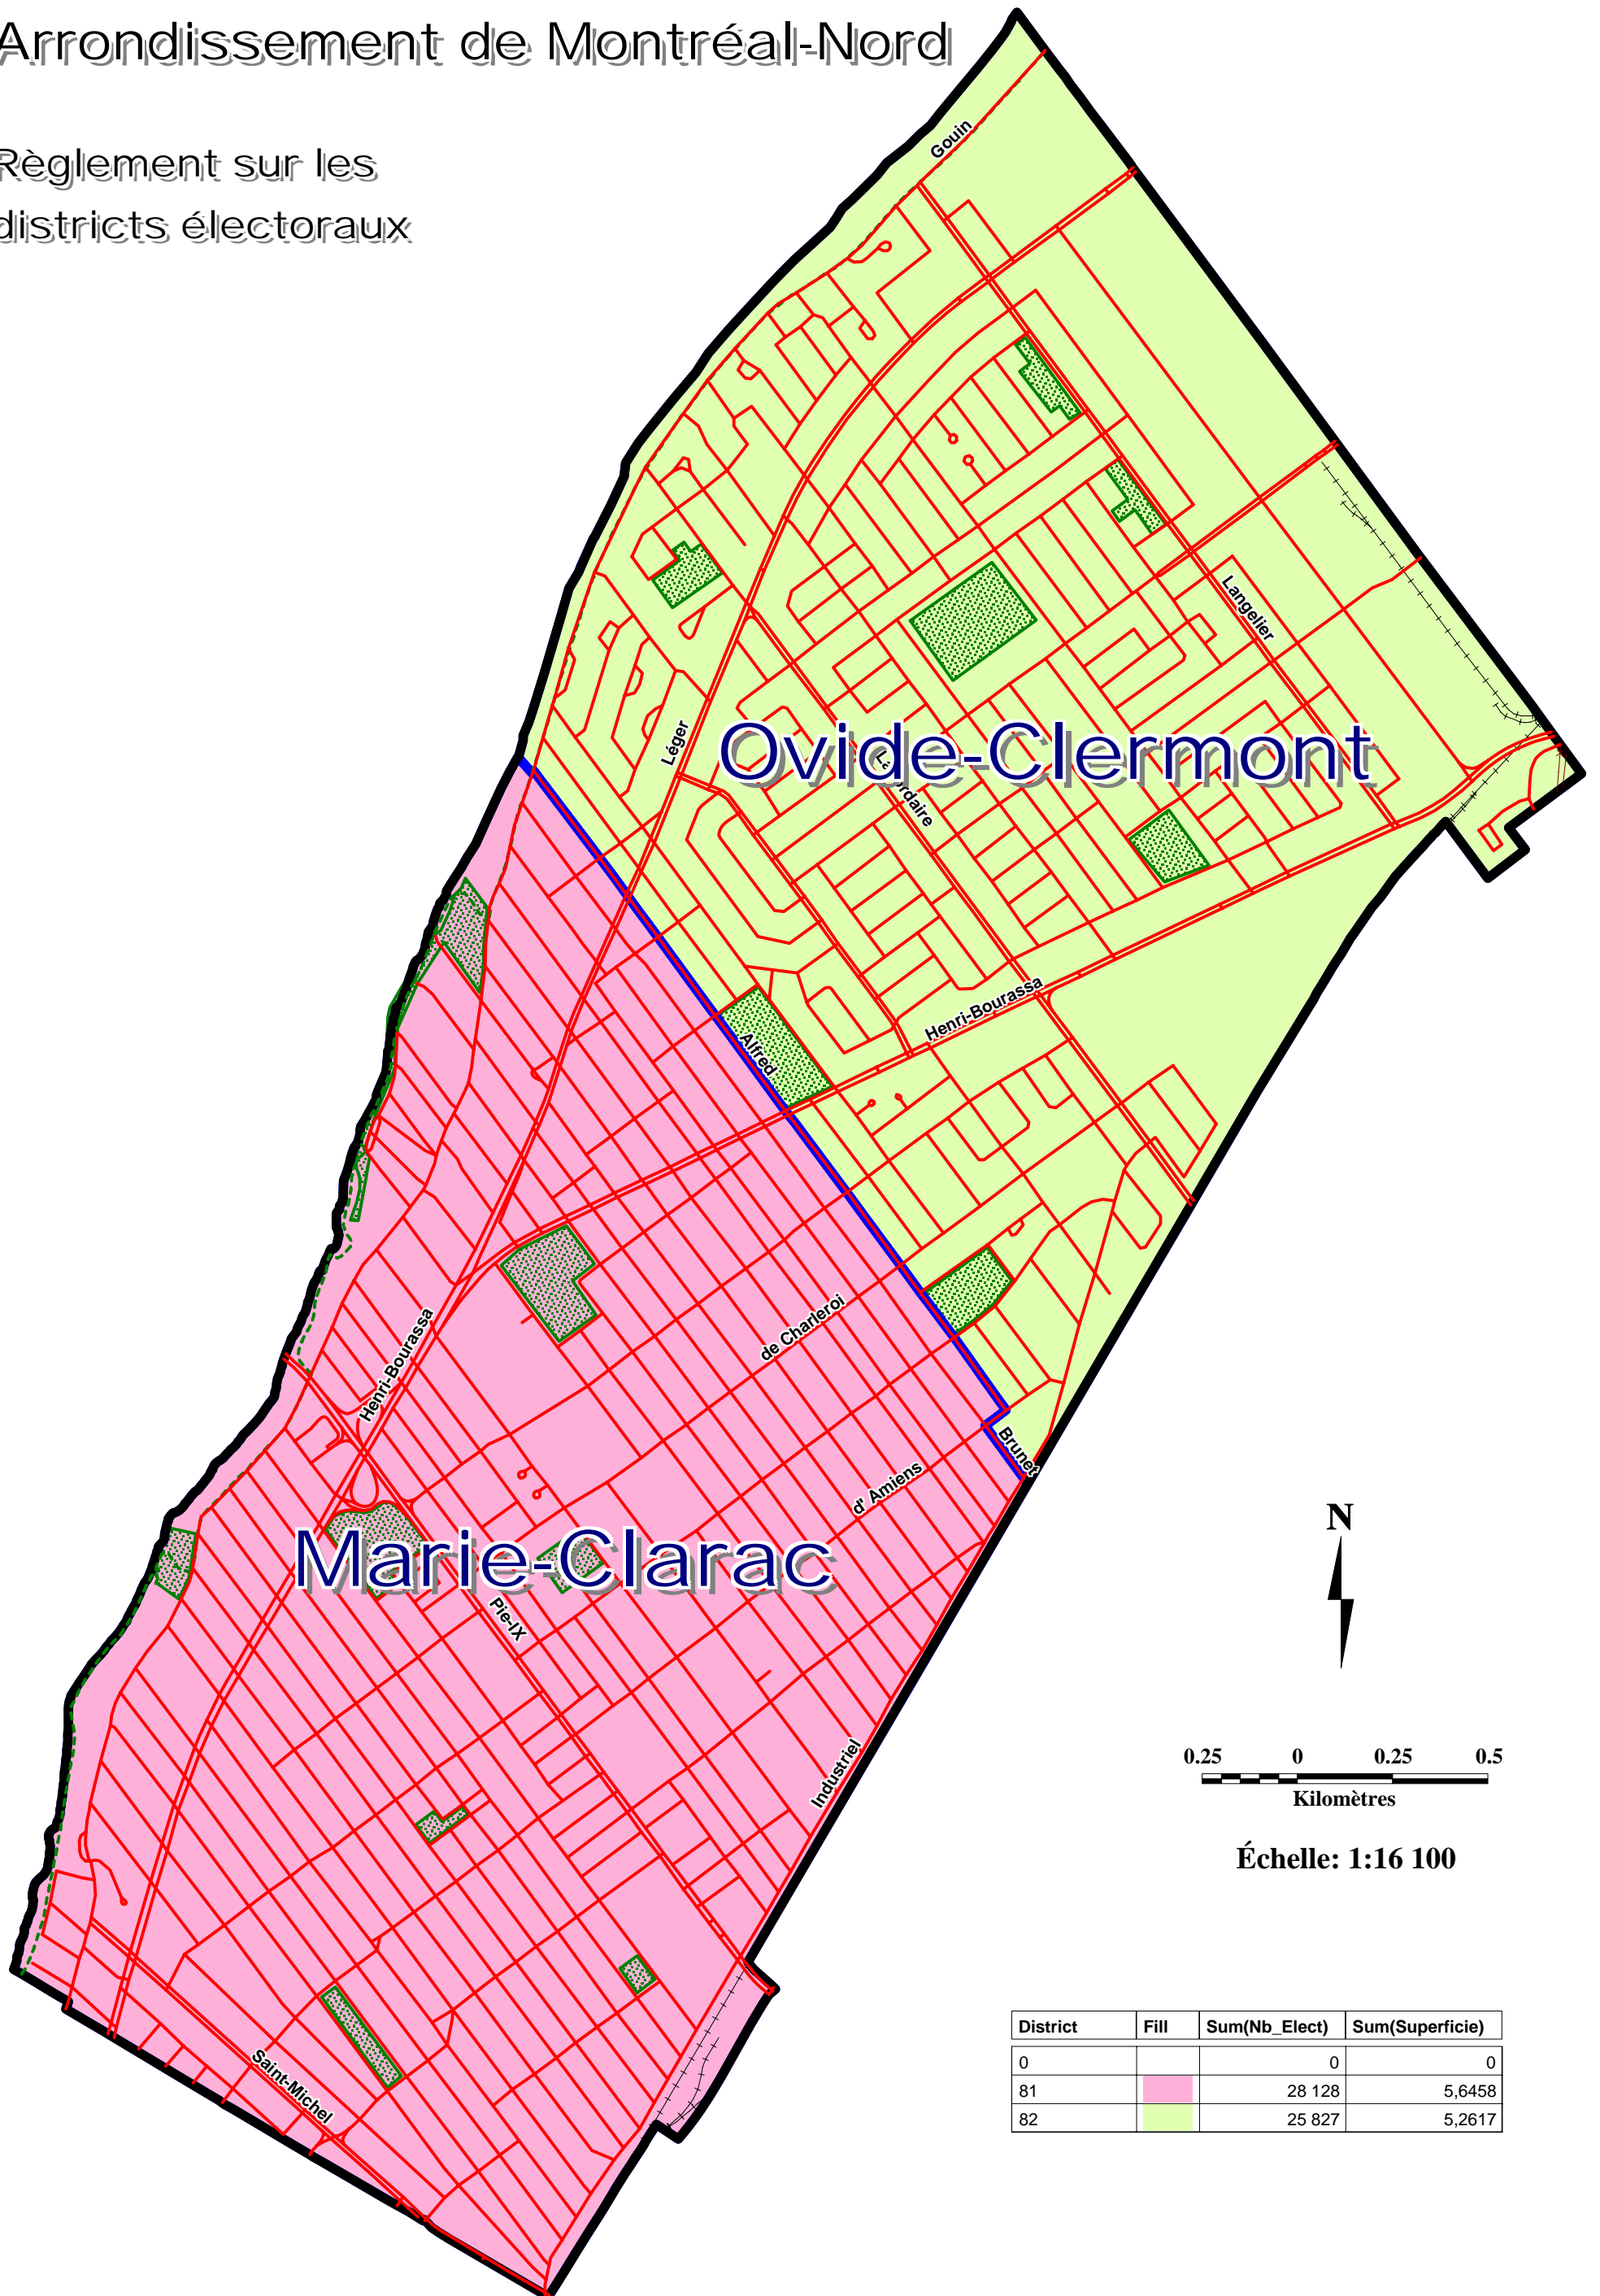 Arrondissement de Montréal-Nord
Règlement sur les
districts électoraux
Gouin
Langelier
Léger
Ovide-Clermont
Lacordaire
Henri-Bourassa
Alfred
de Charleroi
Henri-Bourassa
Brunet
d' Amiens
Marie-Clarac
Pie-IX
Industriel
Saint-Michel
N
0.25 0 0.25 0.5
Kilomètres
Échelle: 1:16 100
District Fill Sum(Nb_Elect) Sum(Superficie)
0 0 0
81 28 128 5,6458
82 25 827 5,2617